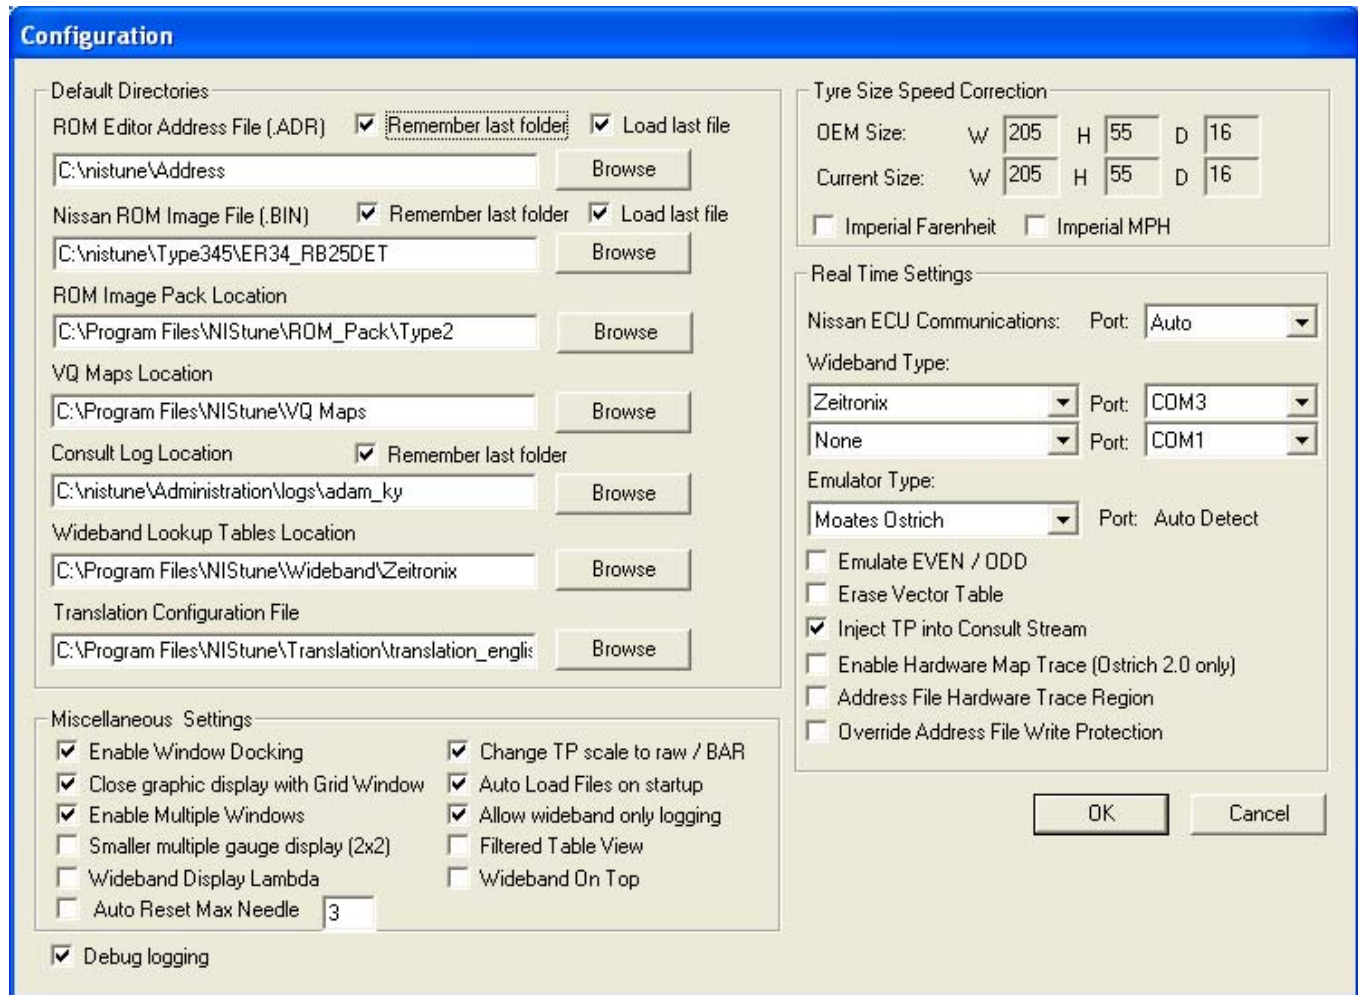 Configuration
Default Directories
ROM Editor Address File (.ADR) Remember last folder Load last file
C:\nistune\Address Browse
Nissan ROM Image File (.BIN) Remember last folder Load last file
C:\nistune\Type345\ER34_RB25DET Browse
ROM Image Pack Location
C:\Program Files\NIStune\ROM_Pack\Type2 Browse
VQ Maps Location
C:\Program Files\NIStune\VQ Maps Browse
Consult Log Location Remember last folder
C:\nistune\Administration\logs\adam_ky Browse
Wideband Lookup Tables Location
C:\Program Files\NIStune\Wideband\Zeitronix Browse
Translation Configuration File
C:\Program Files\NIStune\Translation\translation_englis Browse
Miscellaneous Settings
Enable Window Docking Change TP scale to raw / BAR
Close graphic display with Grid Window Auto Load Files on startup
Enable Multiple Windows Allow wideband only logging
Smaller multiple gauge display (2x2) Filtered Table View
Wideband Display Lambda Wideband On Top
Auto Reset Max Needle 3
Debug logging
Tyre Size Speed Correction
OEM Size: W 205 H 55 D 16
Current Size: W 205 H 55 D 16
Imperial Farenheit Imperial MPH
Real Time Settings
Nissan ECU Communications: Port: Auto
Wideband Type:
Zeitronix Port: COM3
None Port: COM1
Emulator Type:
Moates Ostrich Port: Auto Detect
Emulate EVEN / ODD
Erase Vector Table
Inject TP into Consult Stream
Enable Hardware Map Trace (Ostrich 2.0 only)
Address File Hardware Trace Region
Override Address File Write Protection
OK Cancel